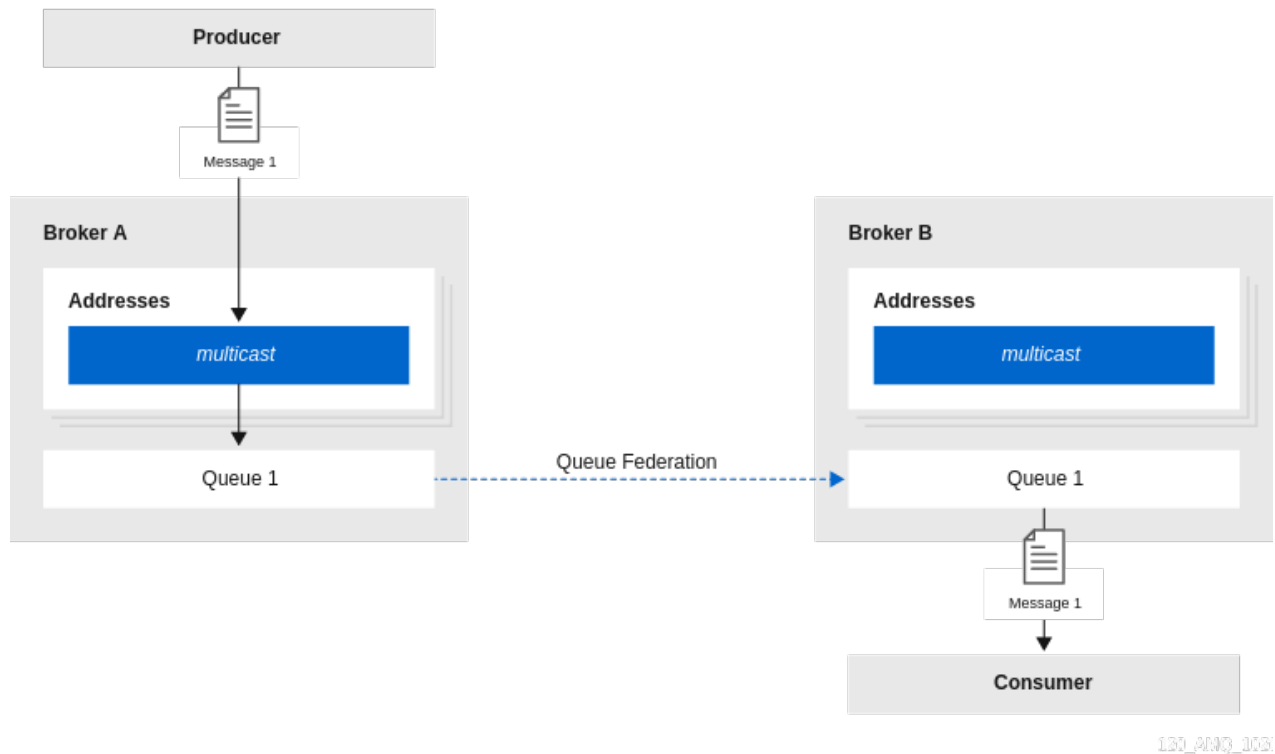 Producer
Message 1
Broker A
Addresses
multicast
Queue 1
Queue Federation
Broker B
Addresses
multicast
Queue 1
Message 1
Consumer